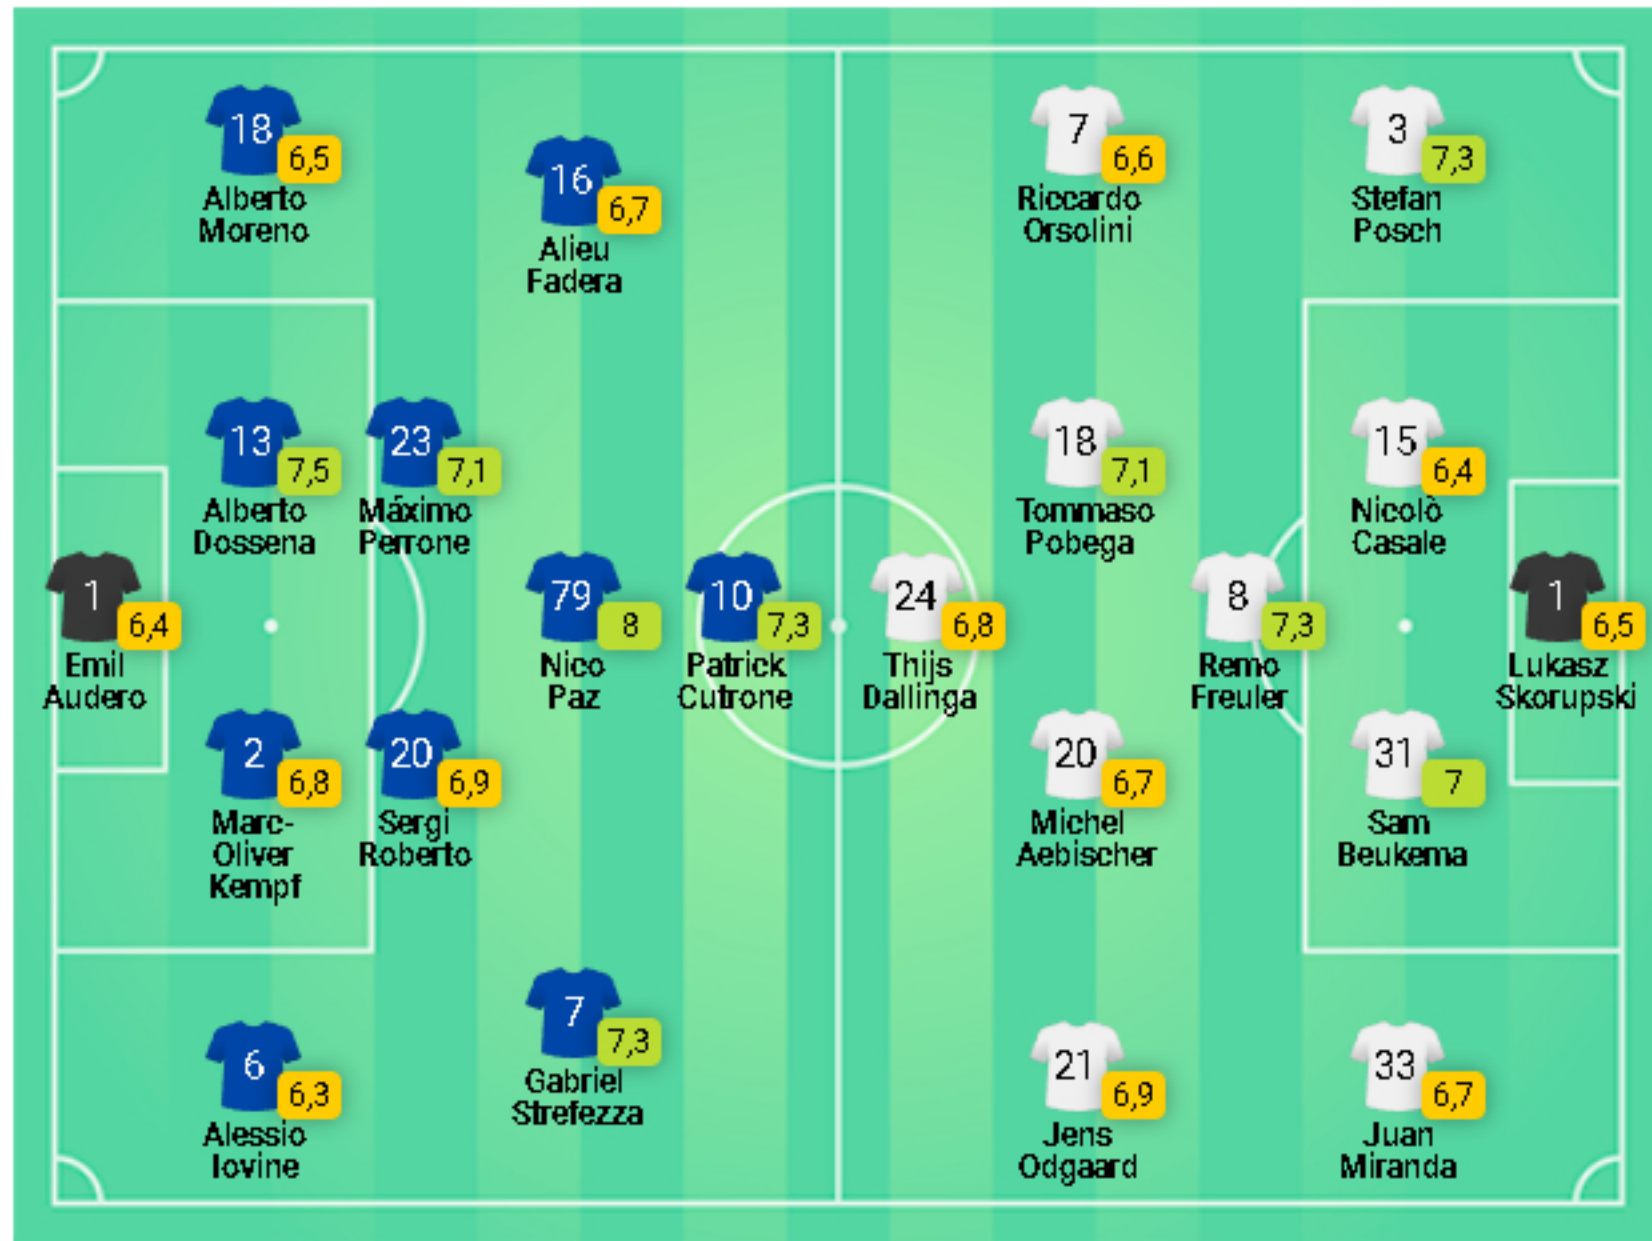 18
6,5
Alberto
Moreno
16
6,7
Alieu
Fadera
7
6,6
Riccardo
Orsolini
3
7,3
Stefan
Posch
13
7,5
Alberto
Dossena
23
7,1
Máximo
Perrone
18
7,1
Tommaso
Pobega
15
6,4
Nicolò
Casale
1
6,4
Emil
Audero
79
8
Nico
Paz
10
7,3
Patrick
Cutrone
24
6,8
Thijs
Dallinga
8
7,3
Remo
Freuler
1
6,5
Lukasz
Skorupski
2
6,8
Marc-
Oliver
Kempf
20
6,9
Sergi
Roberto
20
6,7
Michel
Aebischer
31
7
Sam
Beukema
6
6,3
Alessio
Iovine
7
7,3
Gabriel
Strefezza
21
6,9
Jens
Odgaard
33
6,7
Juan
Miranda